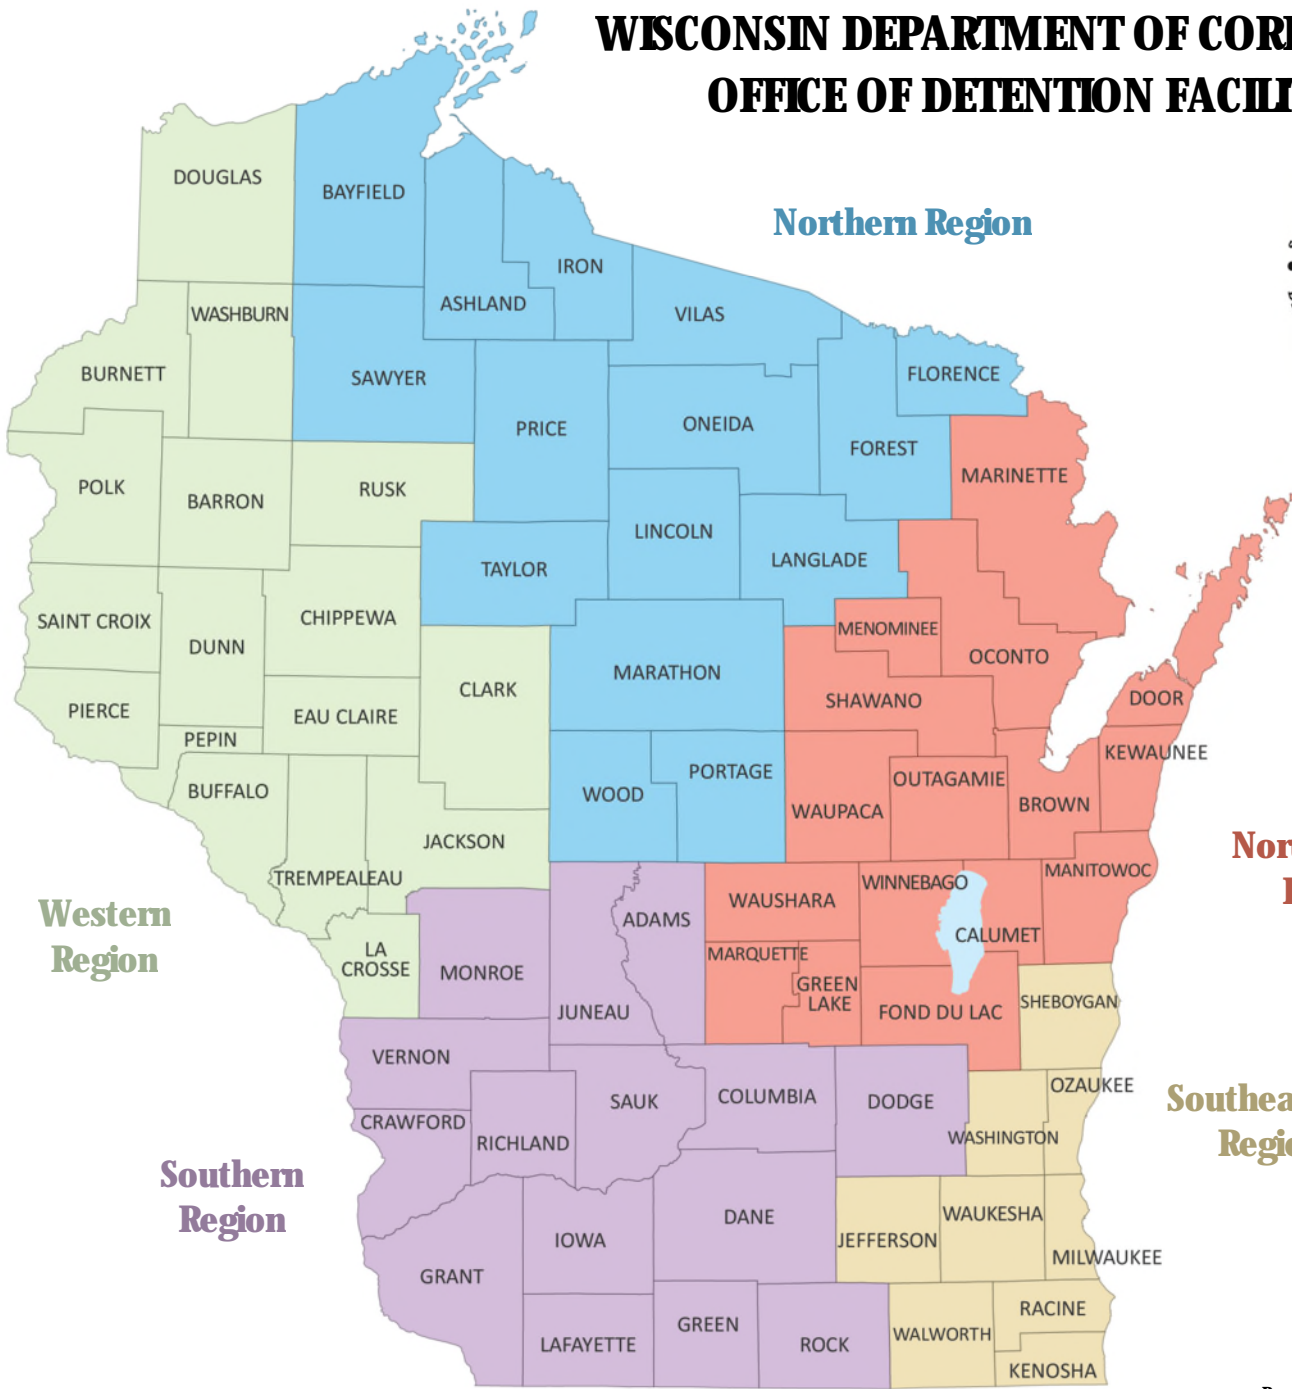 WISCONSIN DEPARTMENT OF
OFFICE OF DETENTION
Northern Region
DOUGLAS
BAYFIELD
IRON
ASHLAND
WASHBURN
VILAS
BURNETT
SAWYER
FLORENCE
PRICE
ONEIDA
FOREST
MARINETTE
POLK
BARRON
RUSK
LINCOLN
LANGLADE
TAYLOR
SAINT CROIX
CHIPPEWA
DUNN
MENOMINEE
OCONTO
MARATHON
CLARK
SHAWANO
DOOR
PIERCE
EAU CLAIRE
PEPIN
KEWAUNEE
BUFFALO
WOOD
PORTAGE
OUTAGAMIE
WAUPACA
BROWN
JACKSON
TREMPEALEAU
WINNEBAGO
MANITOWOC
WAUSHARA
ADAMS
CALUMET
Western
Region
LA
CROSSE
MONROE
MARQUETTE
GREEN
LAKE
JUNEAU
FOND DU LAC
SHEBOYGAN
VERNON
SAUK
COLUMBIA
DODGE
OZAUKEE
CRAWFORD
RICHLAND
WASHINGTON
Southern
Region
DANE
IOWA
JEFFERSON
WAUKESHA
MILWAUKEE
GRANT
LAFAYETTE
GREEN
ROCK
WALWORTH
RACINE
KENOSHA